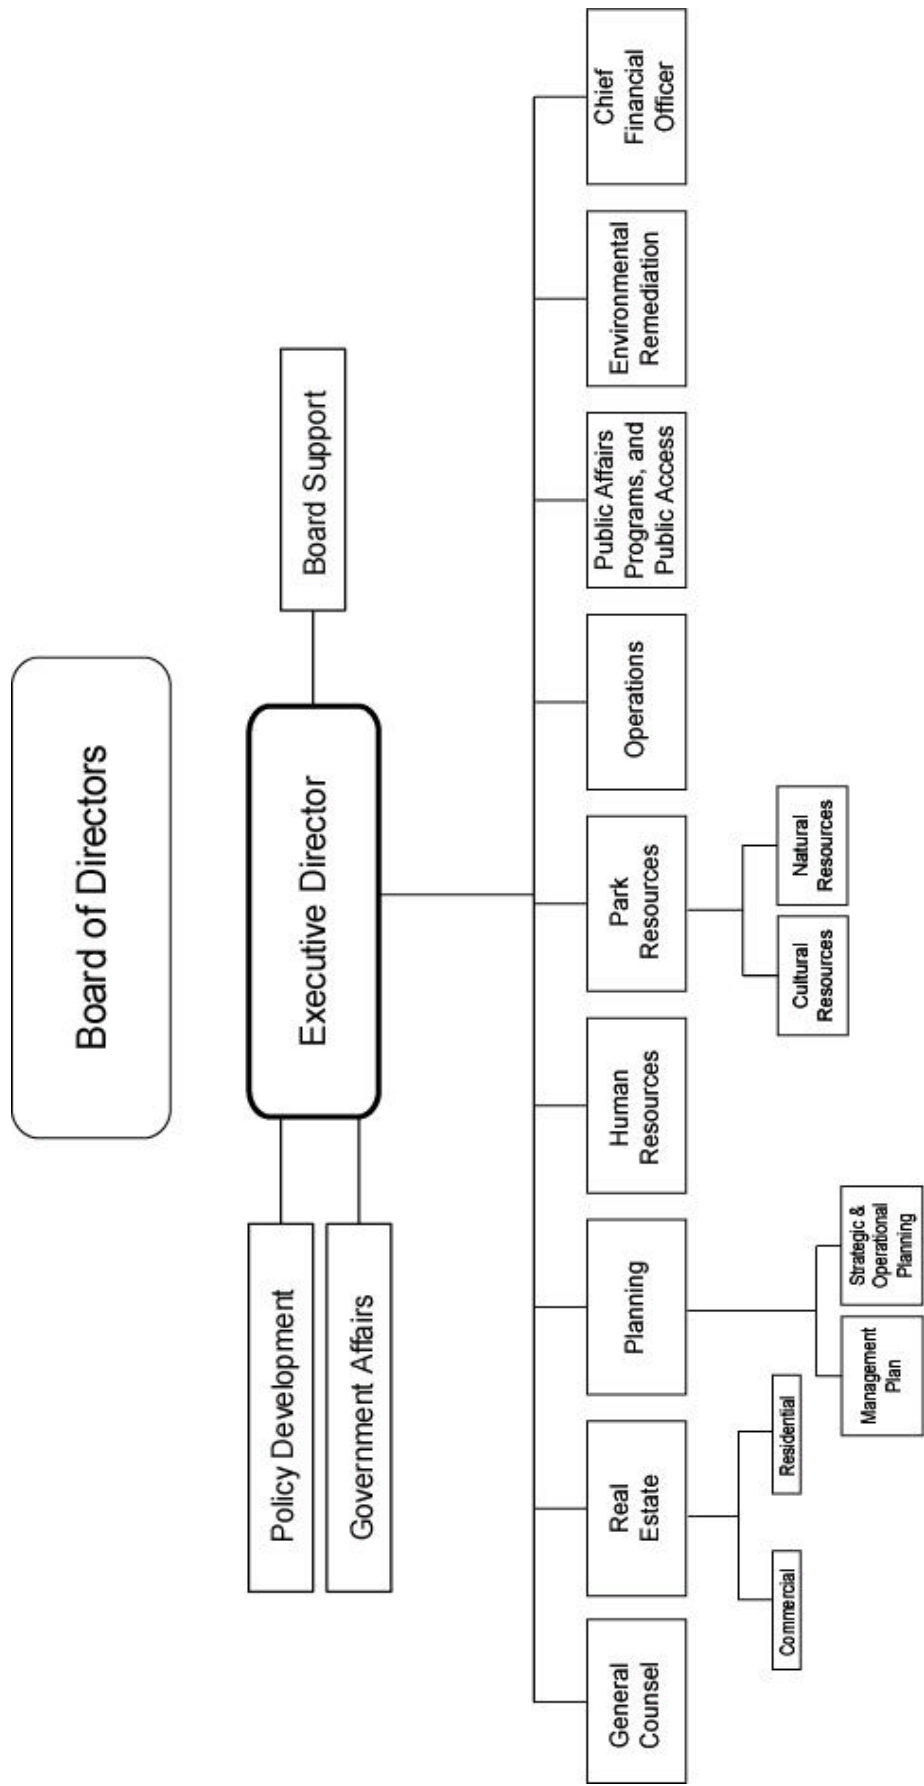 Board of Directors
Executive Director
Board Support
Policy Development
Government Affairs
General
Counsel
Real
Estate
Planning
Human
Resources
Park
Resources
Operations
Public Affairs
Programs, and
Public Access
Environmental
Remediation
Chief
Financial
Officer
Commercial
Residential
Management
Plan
Strategic &
Operational
Planning
Cultural
Resources
Natural
Resources